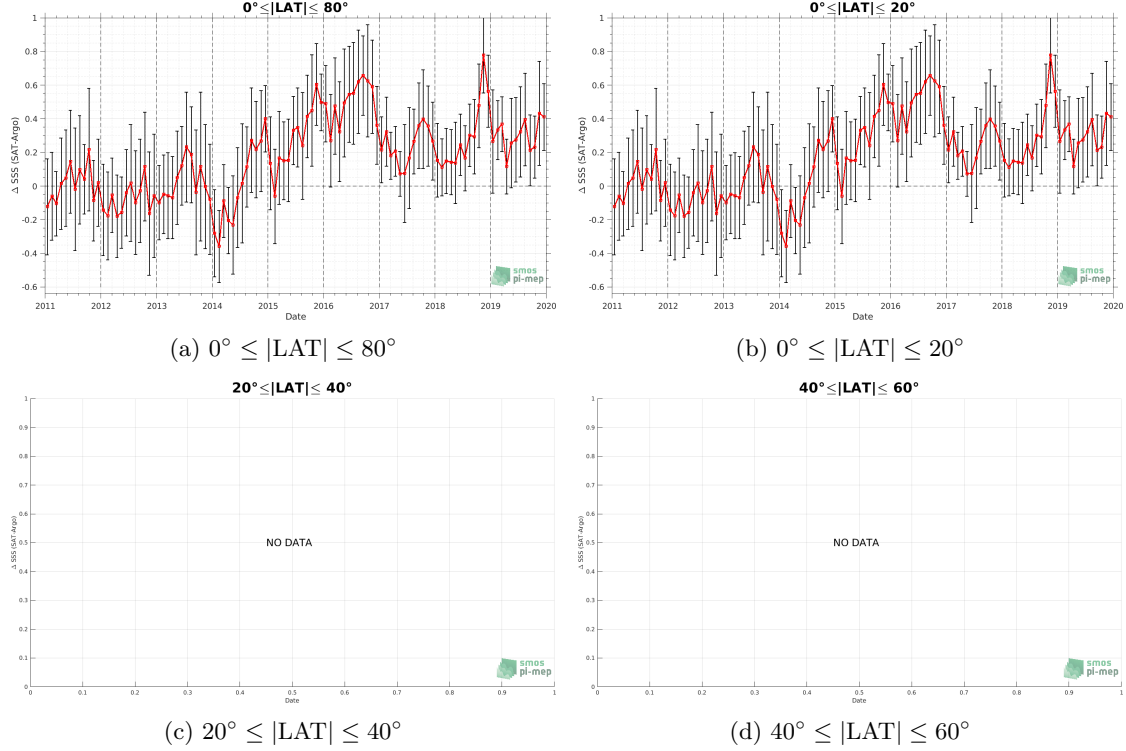 0°≤|LAT|≤ 80°
Δ SSS (SAT-Argo)
1
0.8
0.6
0.4
0.2
0
-0.2
-0.4
-0.6
2011 2012 2013 2014 2015 2016 2017 2018 2019 2020
Date
smos
pi-mep
(a) 0° ≤ |LAT| ≤ 80°
0°≤|LAT|≤ 20°
Δ SSS (SAT-Argo)
1
0.8
0.6
0.4
0.2
0
-0.2
-0.4
-0.6
2011 2012 2013 2014 2015 2016 2017 2018 2019 2020
Date
smos
pi-mep
(b) 0° ≤ |LAT| ≤ 20°
20°≤|LAT|≤ 40°
Δ SSS (SAT-Argo)
1
0.9
0.8
0.7
0.6
0.5
0.4
0.3
0.2
0.1
0
NO DATA
0 0.1 0.2 0.3 0.4 0.5 0.6 0.7 0.8 0.9 1
Date
smos
pi-mep
(c) 20° ≤ |LAT| ≤ 40°
40°≤|LAT|≤ 60°
Δ SSS (SAT-Argo)
1
0.9
0.8
0.7
0.6
0.5
0.4
0.3
0.2
0.1
0
NO DATA
0 0.1 0.2 0.3 0.4 0.5 0.6 0.7 0.8 0.9 1
Date
smos
pi-mep
(d) 40° ≤ |LAT| ≤ 60°